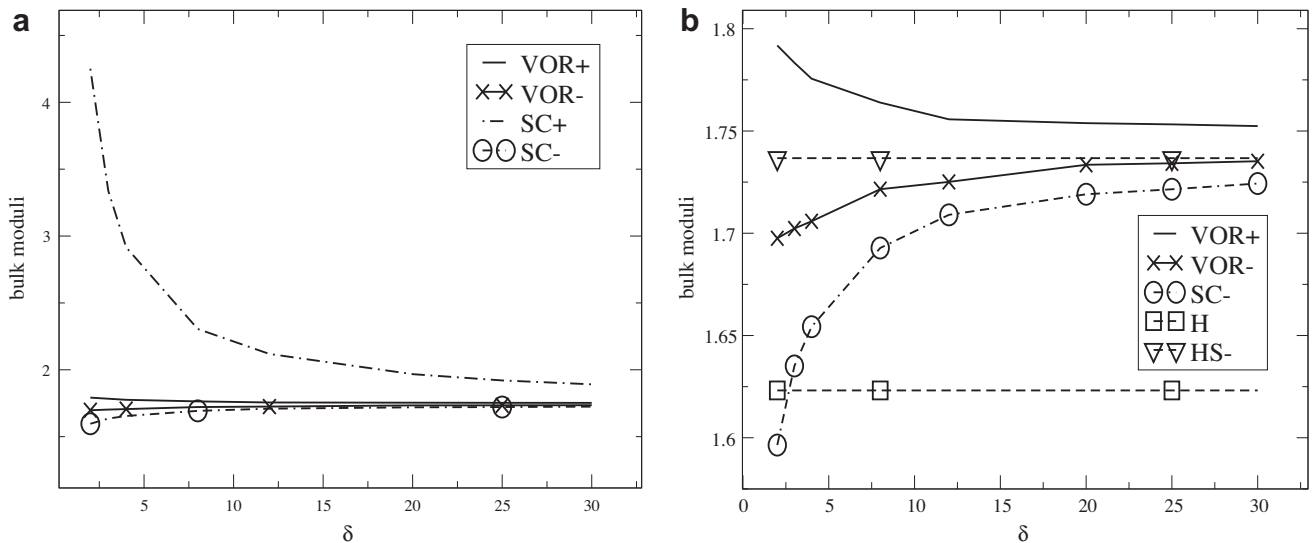 a
bulk moduli
4
3
2
5
10
15
20
25
30
δ
VOR+
VOR-
SC+
SC-
b
bulk moduli
1.8
1.75
1.7
1.65
1.6
0
5
10
15
20
25
30
δ
VOR+
VOR-
SC-
H
HS-